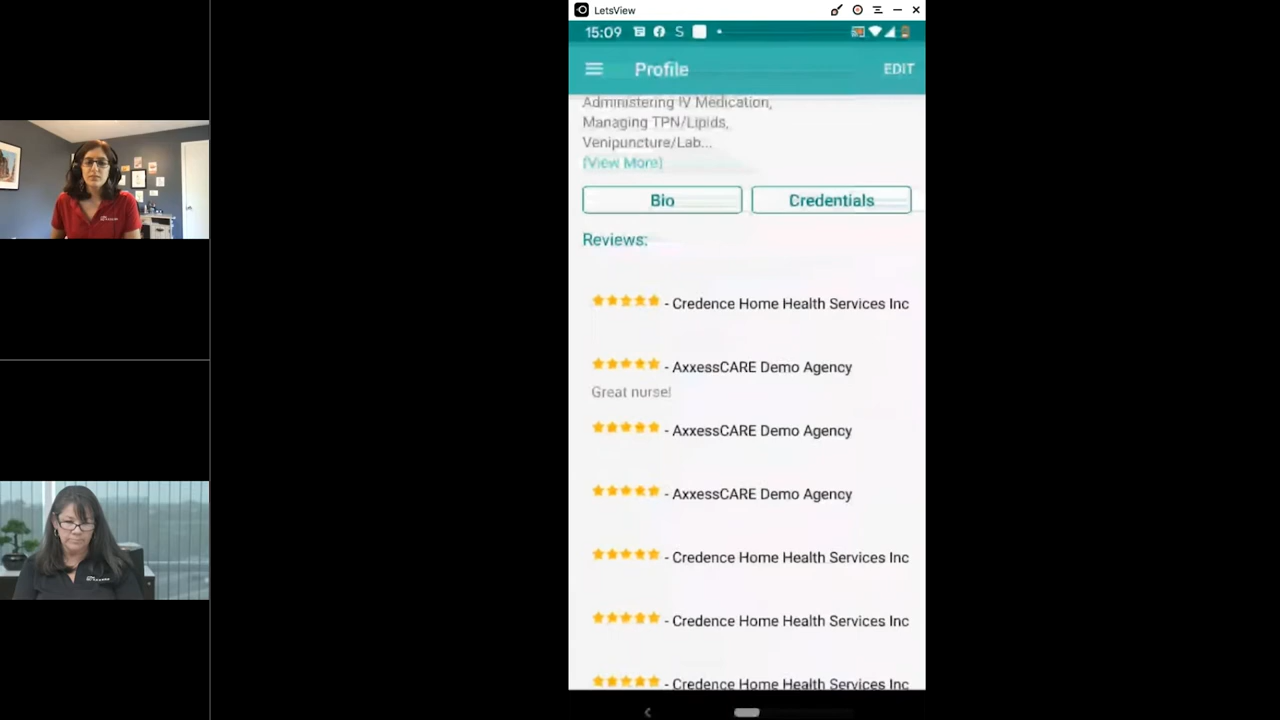 LetsView
15:09
Profile
EDIT
Administering IV Medication,
Managing TPN/Lipids,
Venipuncture/Lab...
(View More)
Bio
Credentials
Reviews:
- Credence Home Health Services Inc
- AxxessCARE Demo Agency
Great nurse!
- AxxessCARE Demo Agency
- AxxessCARE Demo Agency
- Credence Home Health Services Inc
- Credence Home Health Services Inc
- Credence Home Health Services Inc